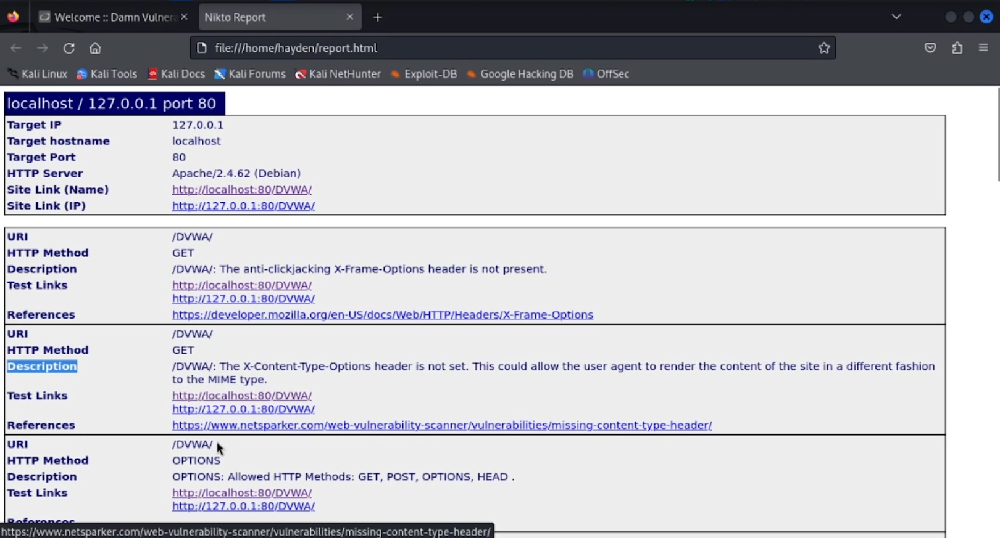 Welcome :: Damn Vulnera
Nikto Report
file:///home/hayden/report.html
Kali Linux Kali Tools Kali Docs Kali Forums Kali NetHunter Exploit-DB Google Hacking DB OffSec
localhost / 127.0.0.1 port 80
Target IP 127.0.0.1
Target hostname localhost
Target Port 80
HTTP Server Apache/2.4.62 (Debian)
Site Link (Name) http://localhost:80/DVWA/
Site Link (IP) http://127.0.0.1:80/DVWA/
URI /DVWA/
HTTP Method GET
Description /DVWA/: The anti-clickjacking X-Frame-Options header is not present.
Test Links http://localhost:80/DVWA/
http://127.0.0.1:80/DVWA/
References https://developer.mozilla.org/en-US/docs/Web/HTTP/Headers/X-Frame-Options
URI /DVWA/
HTTP Method GET
Description /DVWA/: The X-Content-Type-Options header is not set. This could allow the user agent to render the content of the site in a different fashion
to the MIME type.
Test Links http://localhost:80/DVWA/
http://127.0.0.1:80/DVWA/
References https://www.netsparker.com/web-vulnerability-scanner/vulnerabilities/missing-content-type-header/
URI /DVWA/
HTTP Method OPTIONS
Description OPTIONS: Allowed HTTP Methods: GET, POST, OPTIONS, HEAD .
Test Links http://localhost:80/DVWA/
http://127.0.0.1:80/DVWA/
References
https://www.netsparker.com/web-vulnerability-scanner/vulnerabilities/missing-content-type-header/